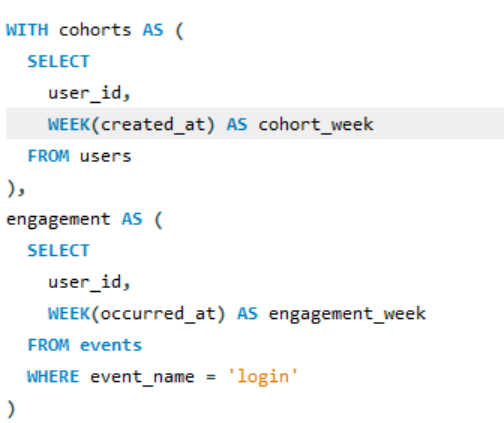 WITH cohorts AS (
  SELECT
    user_id,
    WEEK(created_at) AS cohort_week
  FROM users
),
engagement AS (
  SELECT
    user_id,
    WEEK(occurred_at) AS engagement_week
  FROM events
  WHERE event_name = 'login'
)